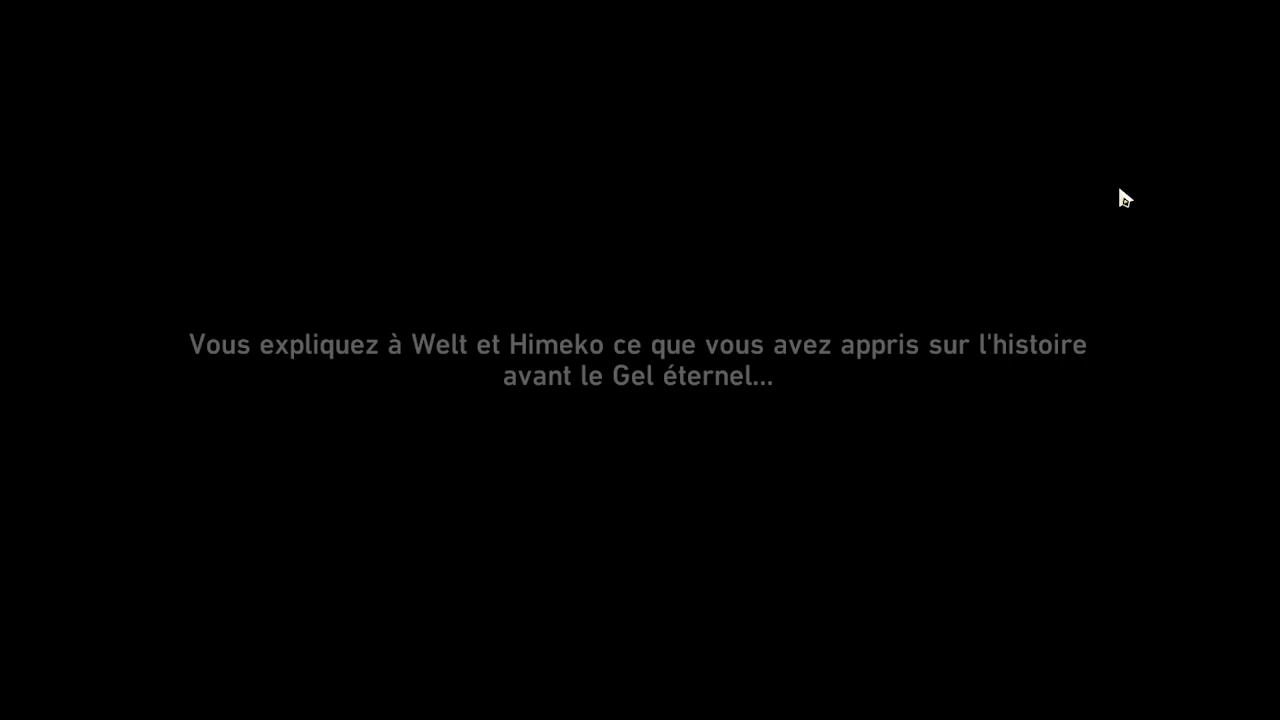 Vous expliquez à Welt et Himeko ce que vous avez appris sur l'histoire
avant le Gel éternel...